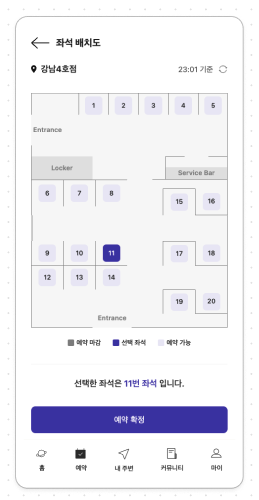 좌석 배치도
강남4호점 23:01 기준
1 2 3 4 5
Entrance
Locker
Service Bar
6 7 8
15 16
9 10 11
17 18
12 13 14
19 20
Entrance
예약 마감 선택 좌석 예약 가능
선택한 좌석은 11번 좌석 입니다.
예약 확정
홈 예약 내 주변 커뮤니티 마이